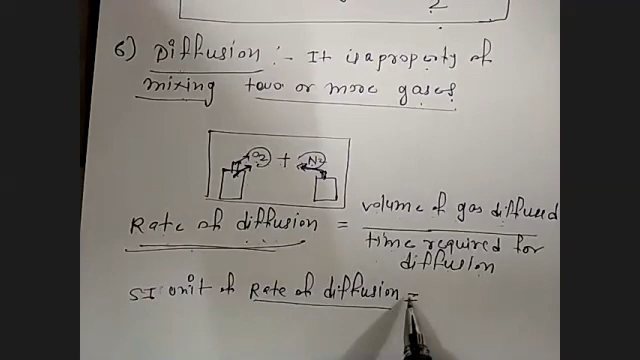 2
6) Diffusion :- It is a property of
mixing two or more gases
O2 + N2
Rate of diffusion = volume of gas diffused
time required for
diffusion
SI unit of Rate of diffusion =